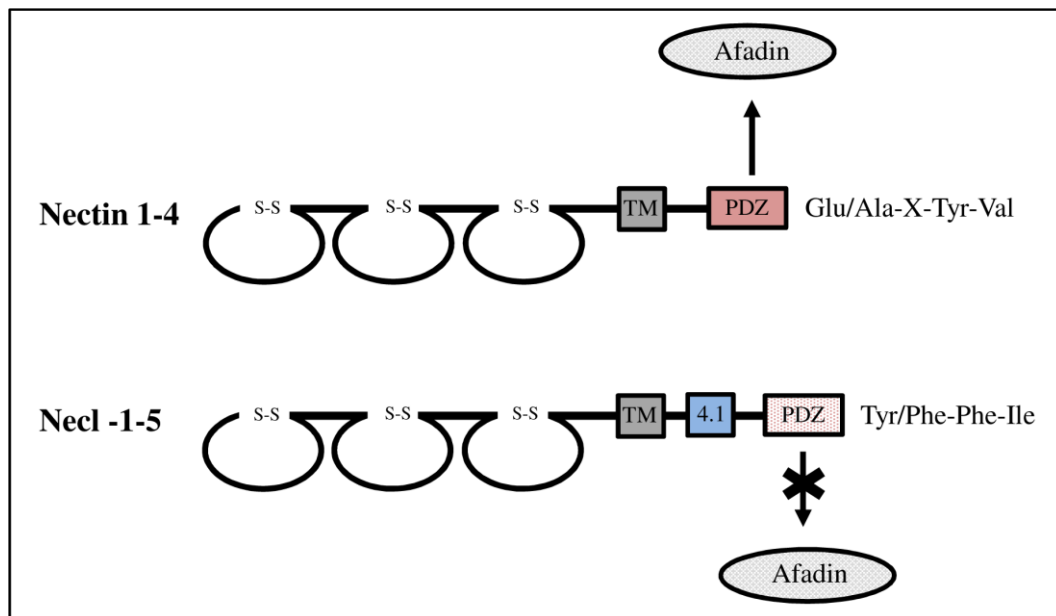 Afadin
Nectin 1-4 S-S S-S S-S TM PDZ Glu/Ala-X-Tyr-Val
Necl -1-5 S-S S-S S-S TM 4.1 PDZ Tyr/Phe-Phe-Ile
Afadin